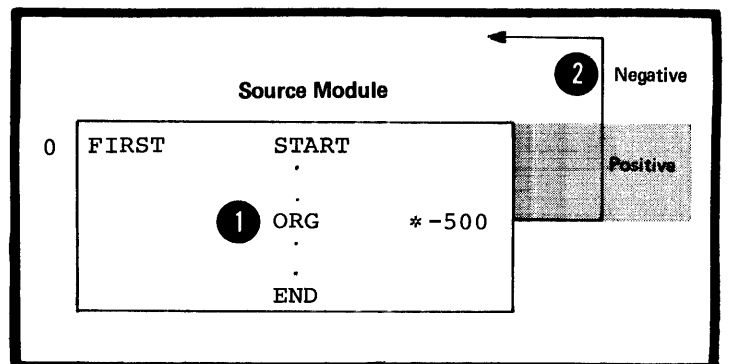 2 Negative
Source Module
0 FIRST START
Positive
.
.
1 ORG *-500
.
.
END